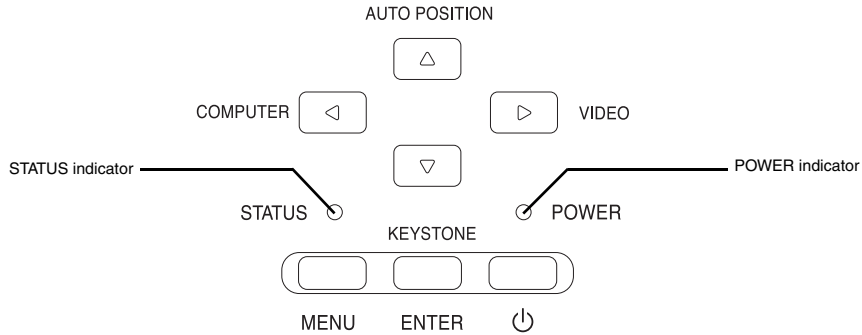 AUTO POSITION
COMPUTER
VIDEO
STATUS indicator
POWER indicator
STATUS
POWER
KEYSTONE
MENU
ENTER